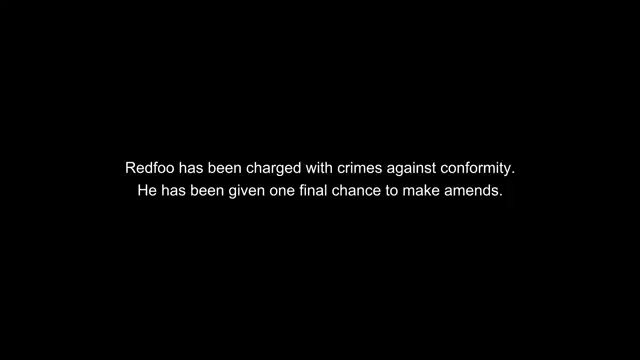 Redfoo has been charged with crimes against conformity.
He has been given one final chance to make amends.